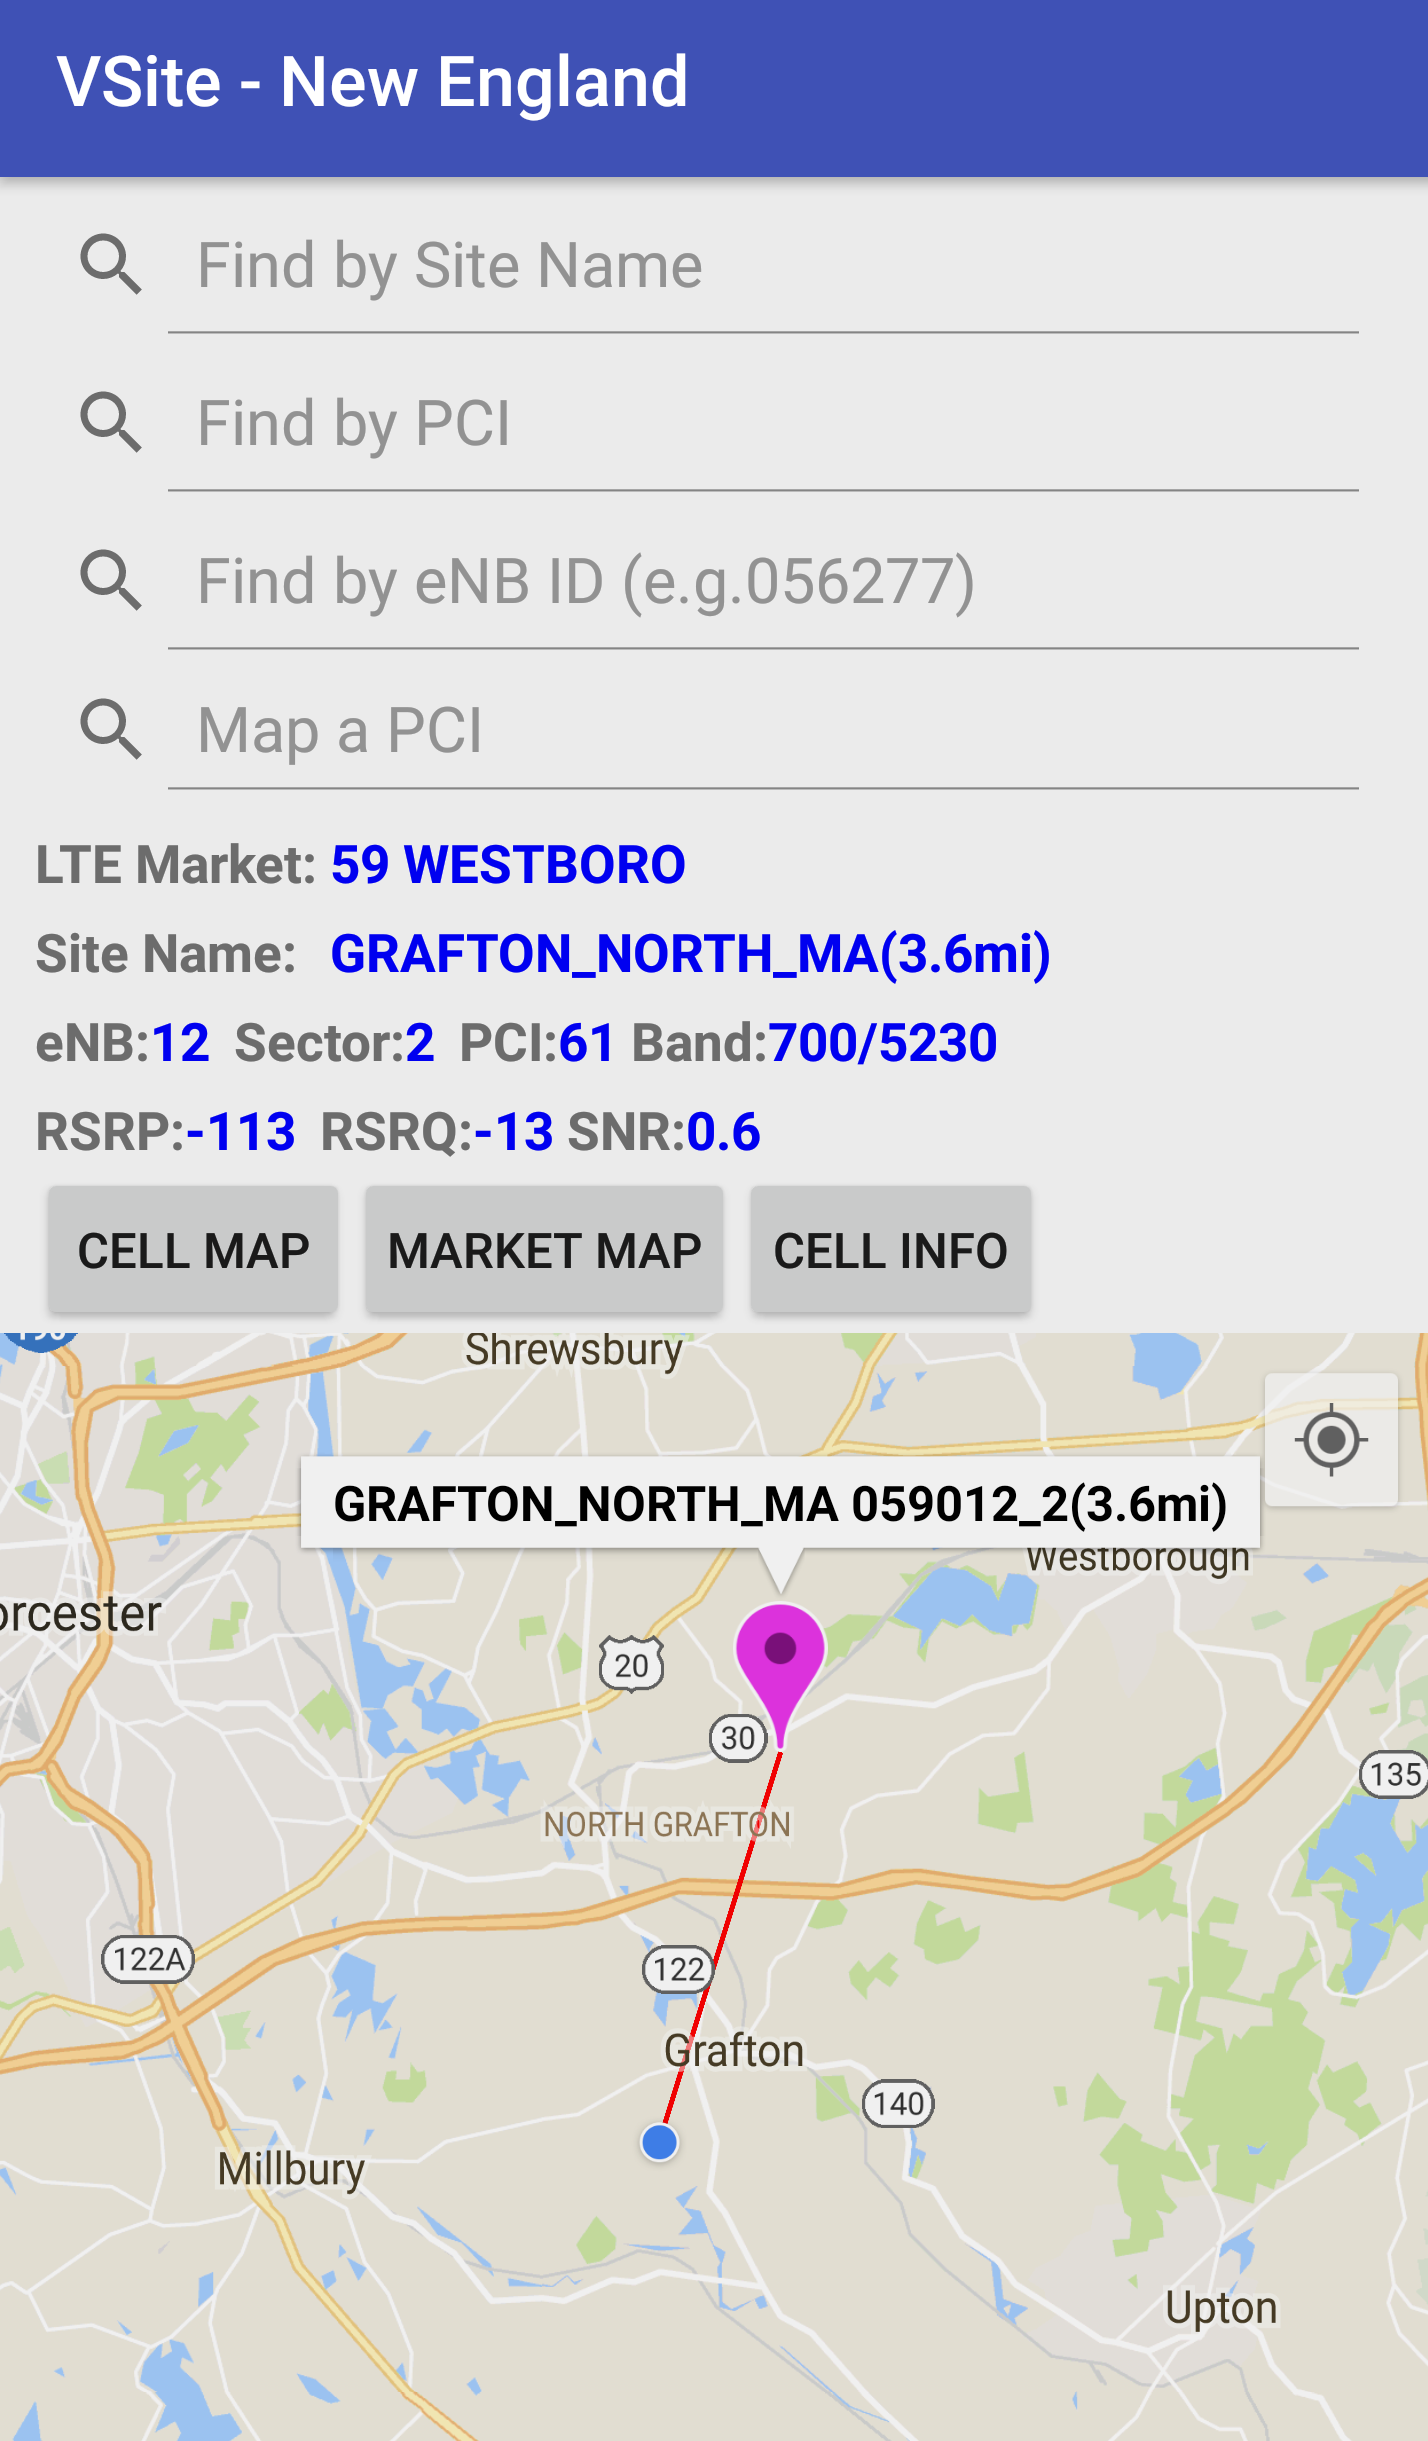 VSite - New England
Find by Site Name
Find by PCI
Find by eNB ID (e.g.056277)
Map a PCI
LTE Market: 59 WESTBORO
Site Name: GRAFTON_NORTH_MA(3.6mi)
eNB:12 Sector:2 PCI:61 Band:700/5230
RSRP:-113 RSRQ:-13 SNR:0.6
CELL MAP MARKET MAP CELL INFO
Shrewsbury
GRAFTON_NORTH_MA 059012_2(3.6mi)
Westborough
orcester
20
30
135
NORTH GRAFTON
122A
122
Grafton
140
Millbury
Upton